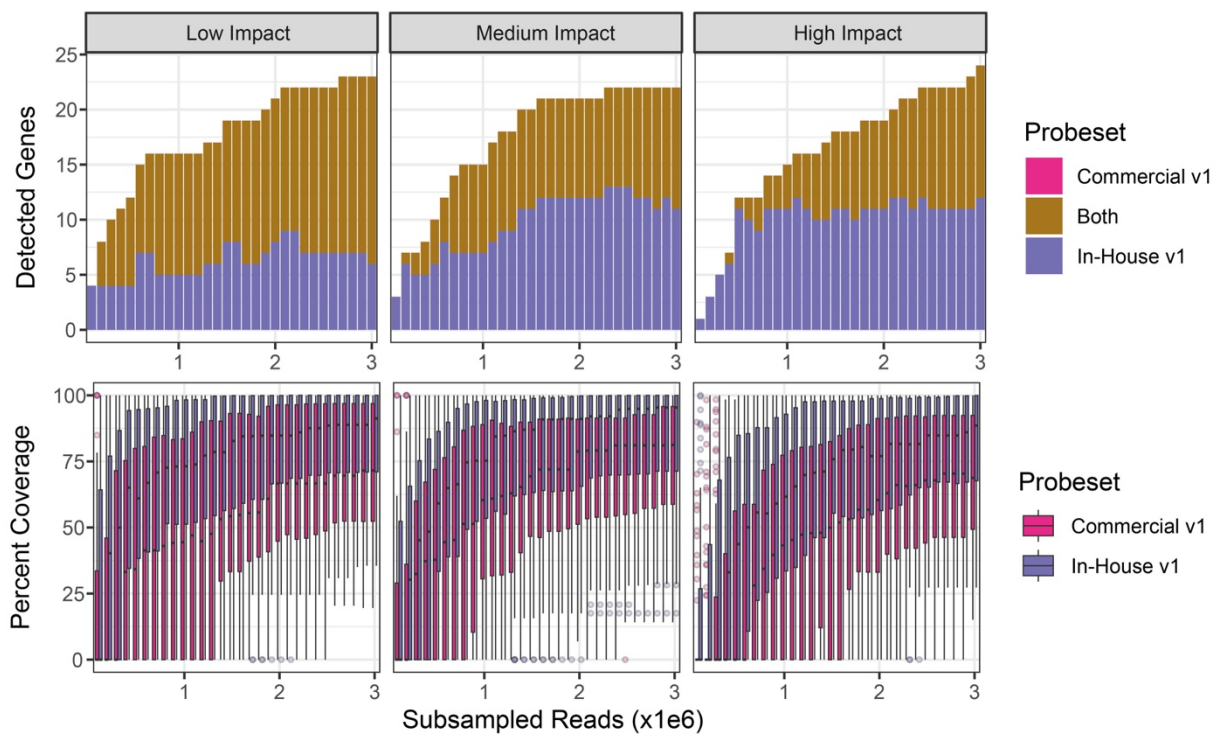 Low Impact
Medium Impact
High Impact
Detected Genes
25
20
15
10
5
0
1
2
3
1
2
3
1
2
3
Probeset
Commercial v1
Both
In-House v1
Percent Coverage
100
75
50
25
0
1
2
3
1
2
3
1
2
3
Subsampled Reads (x1e6)
Probeset
Commercial v1
In-House v1